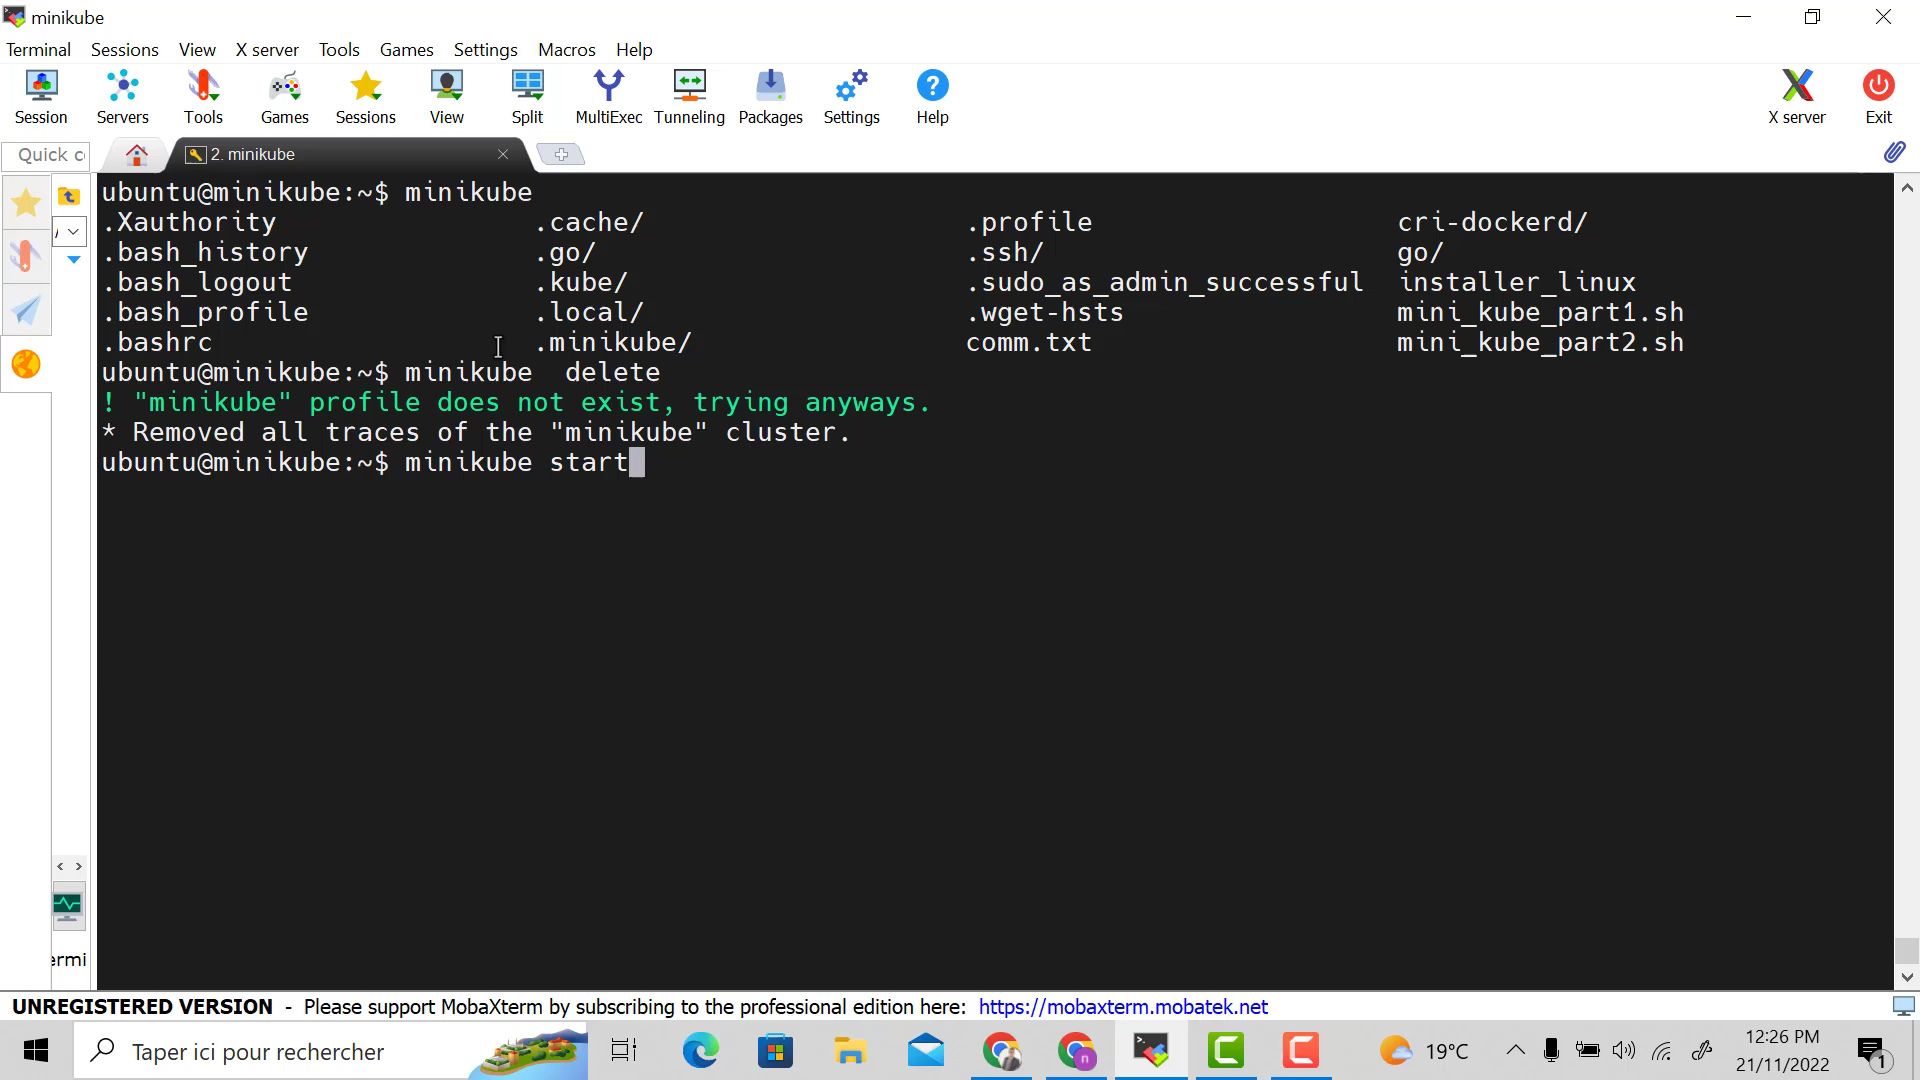 minikube
Terminal Sessions View X server Tools Games Settings Macros Help
Session Servers Tools Games Sessions View Split MultiExec Tunneling Packages Settings Help X server Exit
Quick c
2. minikube
ubuntu@minikube:~$ minikube
.Xauthority .cache/ .profile cri-dockerd/
.bash_history .go/ .ssh/ go/
.bash_logout .kube/ .sudo_as_admin_successful installer_linux
.bash_profile .local/ .wget-hsts mini_kube_part1.sh
.bashrc .minikube/ comm.txt mini_kube_part2.sh
ubuntu@minikube:~$ minikube  delete
! "minikube" profile does not exist, trying anyways.
* Removed all traces of the "minikube" cluster.
ubuntu@minikube:~$ minikube start
ermi
UNREGISTERED VERSION - Please support MobaXterm by subscribing to the professional edition here: https://mobaxterm.mobatek.net
Taper ici pour rechercher
19°C
12:26 PM
21/11/2022
1